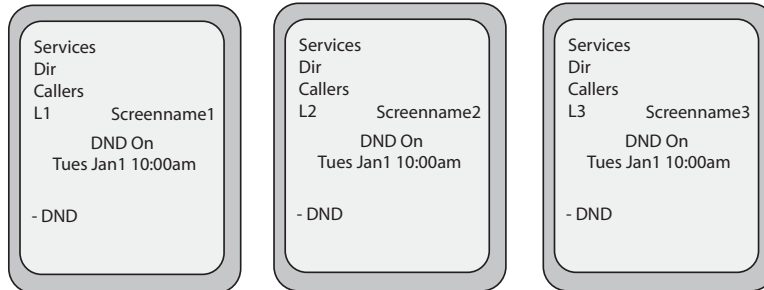 Services
Dir
Callers
L1 Screenname1
DND On
Tues Jan1 10:00am
- DND
Services
Dir
Callers
L2 Screenname2
DND On
Tues Jan1 10:00am
- DND
Services
Dir
Callers
L3 Screenname3
DND On
Tues Jan1 10:00am
- DND